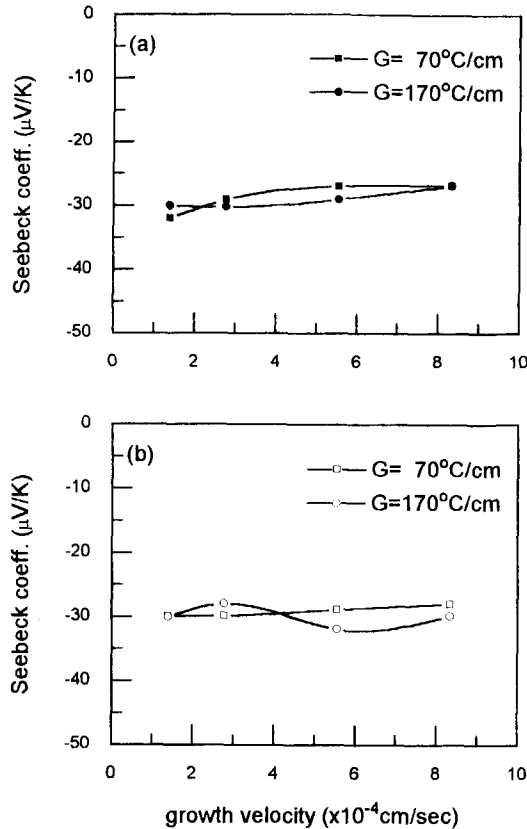 (a)
G= 70°C/cm
G=170°C/cm
Seebeck coeff. (μV/K)
0
-10
-20
-30
-40
-50
0 2 4 6 8 10
(b)
G= 70°C/cm
G=170°C/cm
Seebeck coeff. (μV/K)
0
-10
-20
-30
-40
-50
0 2 4 6 8 10
growth velocity (x10⁻⁴cm/sec)